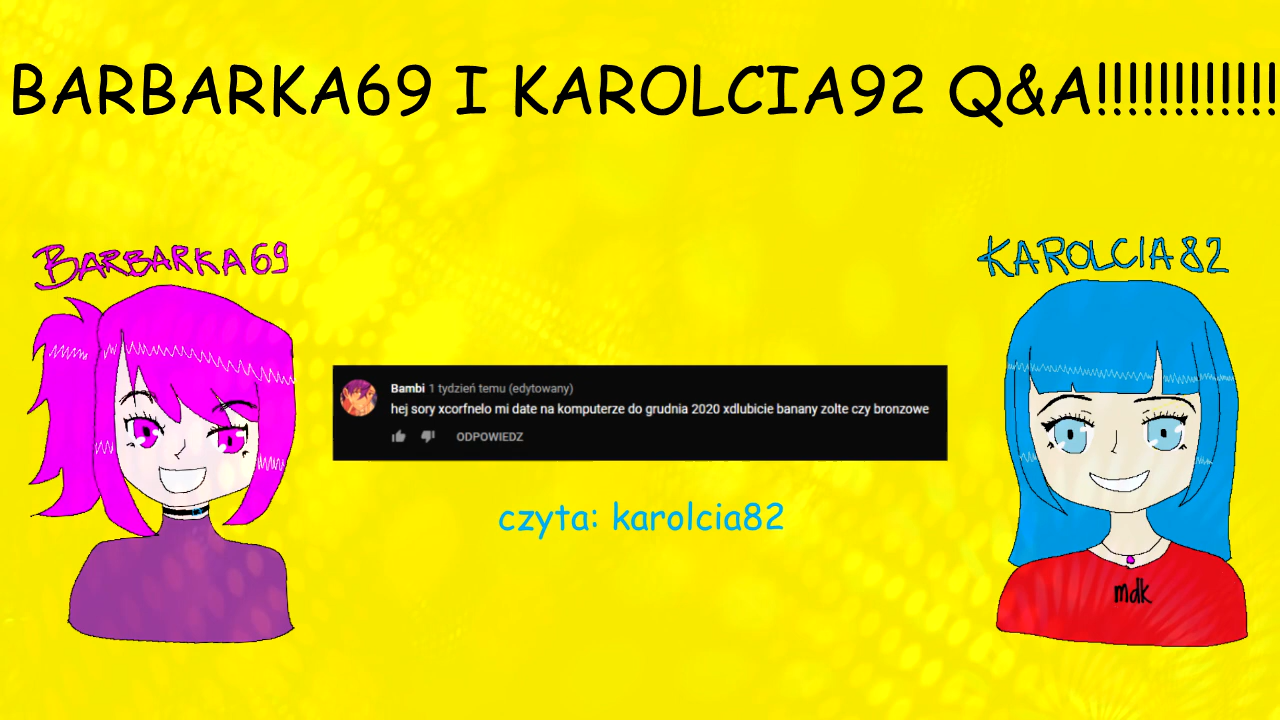 BARBARKA69 I KAROLCIA92 Q&A!!!!!!!!!!!!
BARBARKA69
KAROLCIA82
Bambi 1 tydzień temu (edytowany)
hej sory xcorfnelo mi date na komputerze do grudnia 2020 xdlubicie banany zolte czy bronzowe
ODPOWIEDZ
czyta: karolcia82
mdk